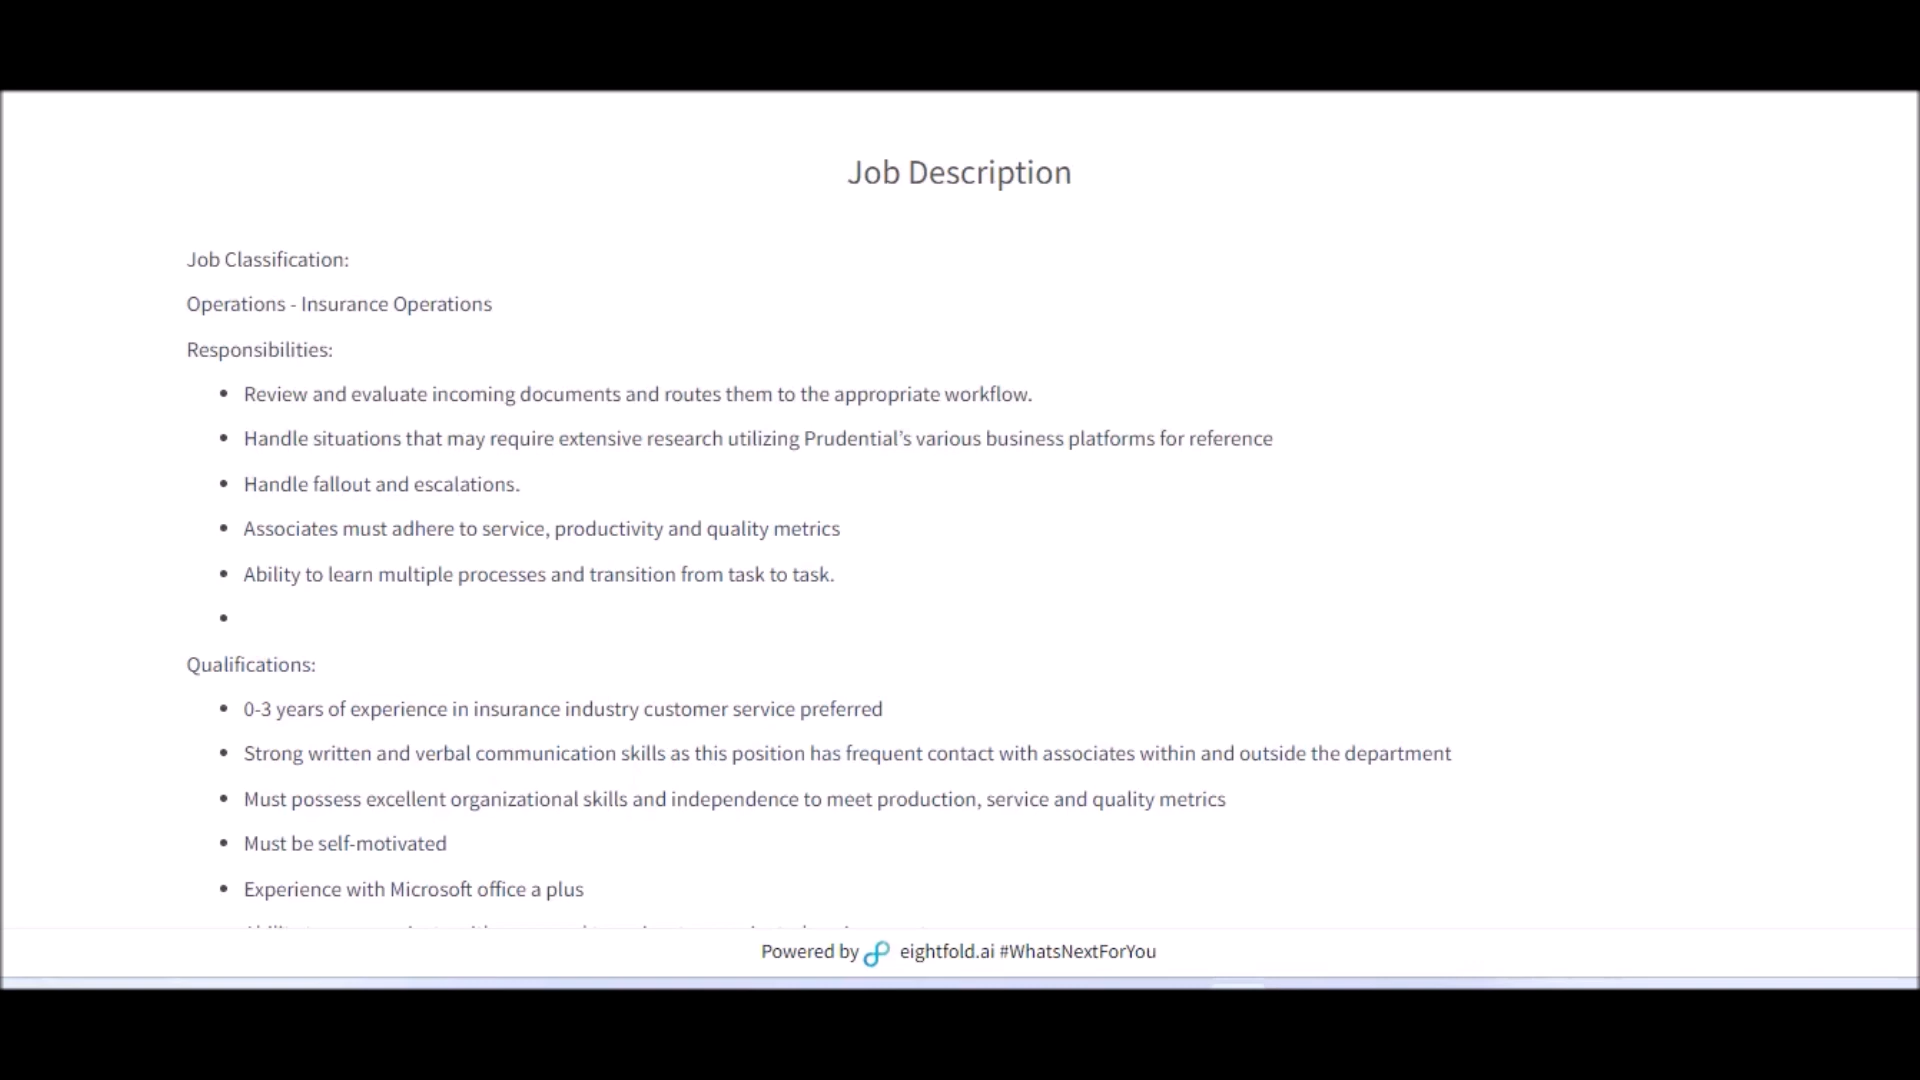 Job Description
Job Classification:
Operations - Insurance Operations
Responsibilities:
• Review and evaluate incoming documents and routes them to the appropriate workflow.
• Handle situations that may require extensive research utilizing Prudential’s various business platforms for reference
• Handle fallout and escalations.
• Associates must adhere to service, productivity and quality metrics
• Ability to learn multiple processes and transition from task to task.
•
Qualifications:
• 0-3 years of experience in insurance industry customer service preferred
• Strong written and verbal communication skills as this position has frequent contact with associates within and outside the department
• Must possess excellent organizational skills and independence to meet production, service and quality metrics
• Must be self-motivated
• Experience with Microsoft office a plus
Powered by eightfold.ai #WhatsNextForYou